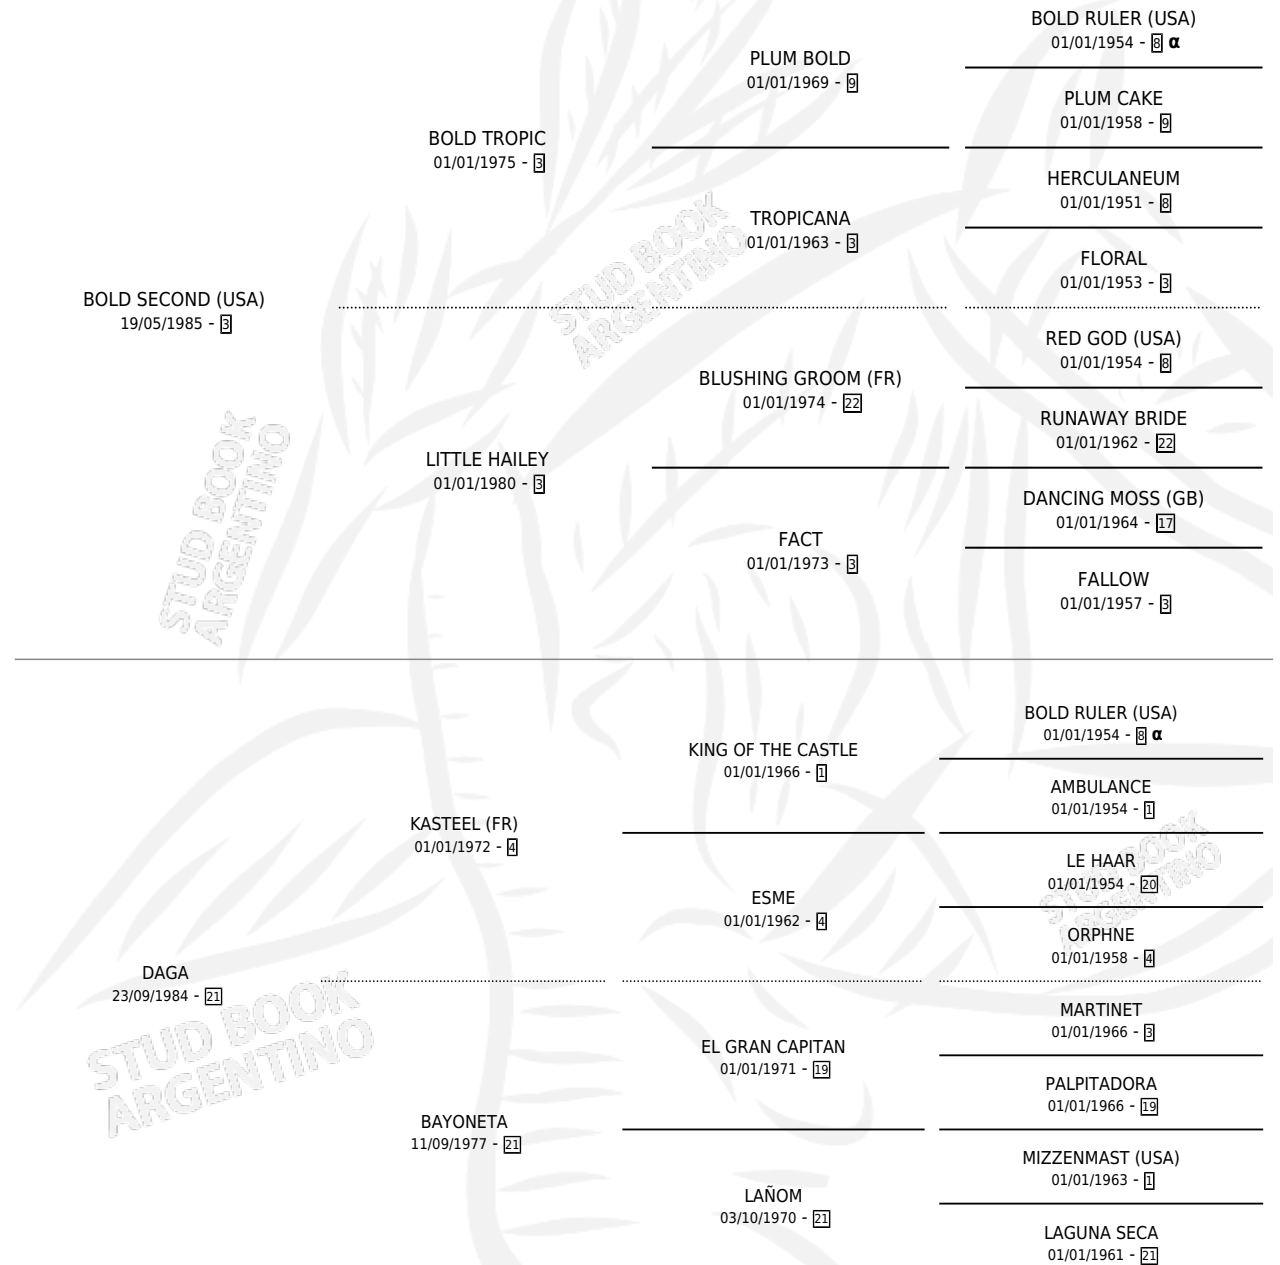 BOLD SECOND (USA)
19/05/1985 - 3
BOLD TROPIC
01/01/1975 - 3
LITTLE HAILEY
01/01/1980 - 3
PLUM BOLD
01/01/1969 - 9
TROPICANA
01/01/1963 - 3
BLUSHING GROOM (FR)
01/01/1974 - 22
FACT
01/01/1973 - 3
BOLD RULER (USA)
01/01/1954 - 8 α
PLUM CAKE
01/01/1958 - 9
HERCULANEUM
01/01/1951 - 8
FLORAL
01/01/1953 - 3
RED GOD (USA)
01/01/1954 - 8
RUNAWAY BRIDE
01/01/1962 - 22
DANCING MOSS (GB)
01/01/1964 - 17
FALLOW
01/01/1957 - 3
DAGA
23/09/1984 - 21
KASTEEL (FR)
01/01/1972 - 4
BAYONETA
11/09/1977 - 21
KING OF THE CASTLE
01/01/1966 - 1
ESME
01/01/1962 - 4
EL GRAN CAPITAN
01/01/1971 - 19
LAÑOM
03/10/1970 - 21
BOLD RULER (USA)
01/01/1954 - 8 α
AMBULANCE
01/01/1954 - 1
LE HAAR
01/01/1954 - 20
ORPHNE
01/01/1958 - 4
MARTINET
01/01/1966 - 3
PALPITADORA
01/01/1966 - 19
MIZZENMAST (USA)
01/01/1963 - 1
LAGUNA SECA
01/01/1961 - 21
STUD BOOK
ARGENTINO
STUD BOOK
ARGENTINO
STUD BOOK
ARGENTINO
STUD BOOK
ARGENTINO